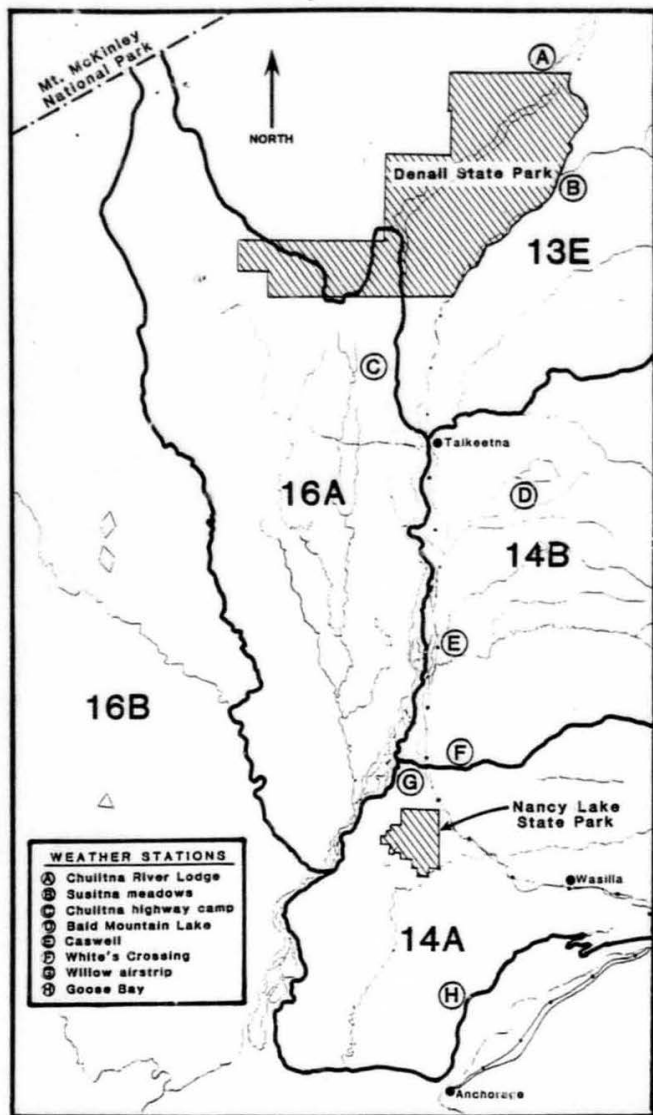 Mt. McKinley
National Park
NORTH
A
Denali State Park
B
13E
C
Talkeetna
16A
D
14B
E
16B
F
G
Nancy Lake
State Park
WEATHER STATIONS
A Chulitna River Lodge
B Susitna meadows
C Chulitna highway camp
D Bald Mountain Lake
E Caswell
F White's Crossing
G Willow airstrip
H Goose Bay
Wasilla
14A
H
Anchorage